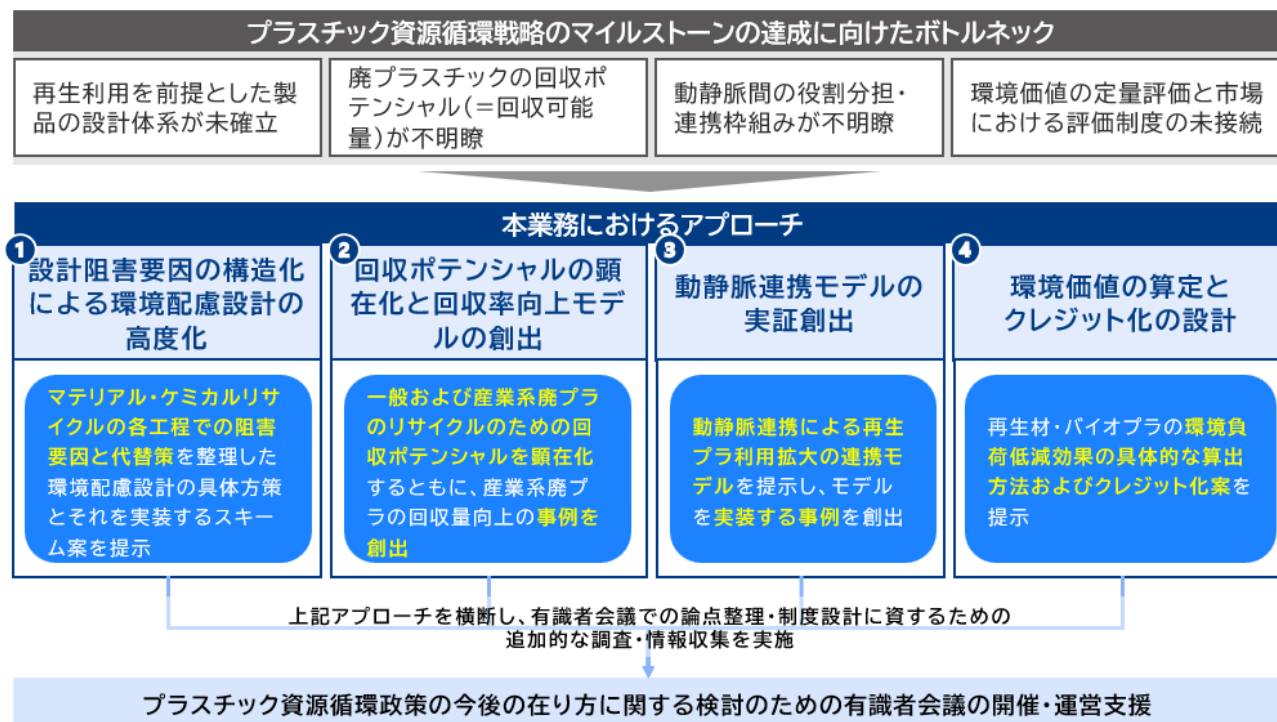 プラスチック資源循環戦略のマイルストーンの達成に向けたボトルネック
再生利用を前提とした製
品の設計体系が未確立
廃プラスチックの回収ポ
テンシャル(=回収可能
量)が不明瞭
動静脈間の役割分担・
連携枠組みが不明瞭
環境価値の定量評価と市場
における評価制度の未接続
本業務におけるアプローチ
1
設計阻害要因の構造化
による環境配慮設計の
高度化
マテリアル・ケミカルリサ
イクルの各工程での阻害
要因と代替策を整理した
環境配慮設計の具体方策
とそれを実装するスキー
ム案を提示
2
回収ポテンシャルの顕
在化と回収率向上モデ
ルの創出
一般および産業系廃プラ
のリサイクルのための回
収ポテンシャルを顕在化
するともに、産業系廃プ
ラの回収量向上の事例を
創出
3
動静脈連携モデルの
実証創出
動静脈連携による再生
プラ利用拡大の連携モ
デルを提示し、モデル
を実装する事例を創出
4
環境価値の算定と
クレジット化の設計
再生材・バイオプラの環境負
荷低減効果の具体的な算出
方法およびクレジット化案を
提示
上記アプローチを横断し、有識者会議での論点整理・制度設計に資するための
追加的な調査・情報収集を実施
プラスチック資源循環政策の今後の在り方に関する検討のための有識者会議の開催・運営支援